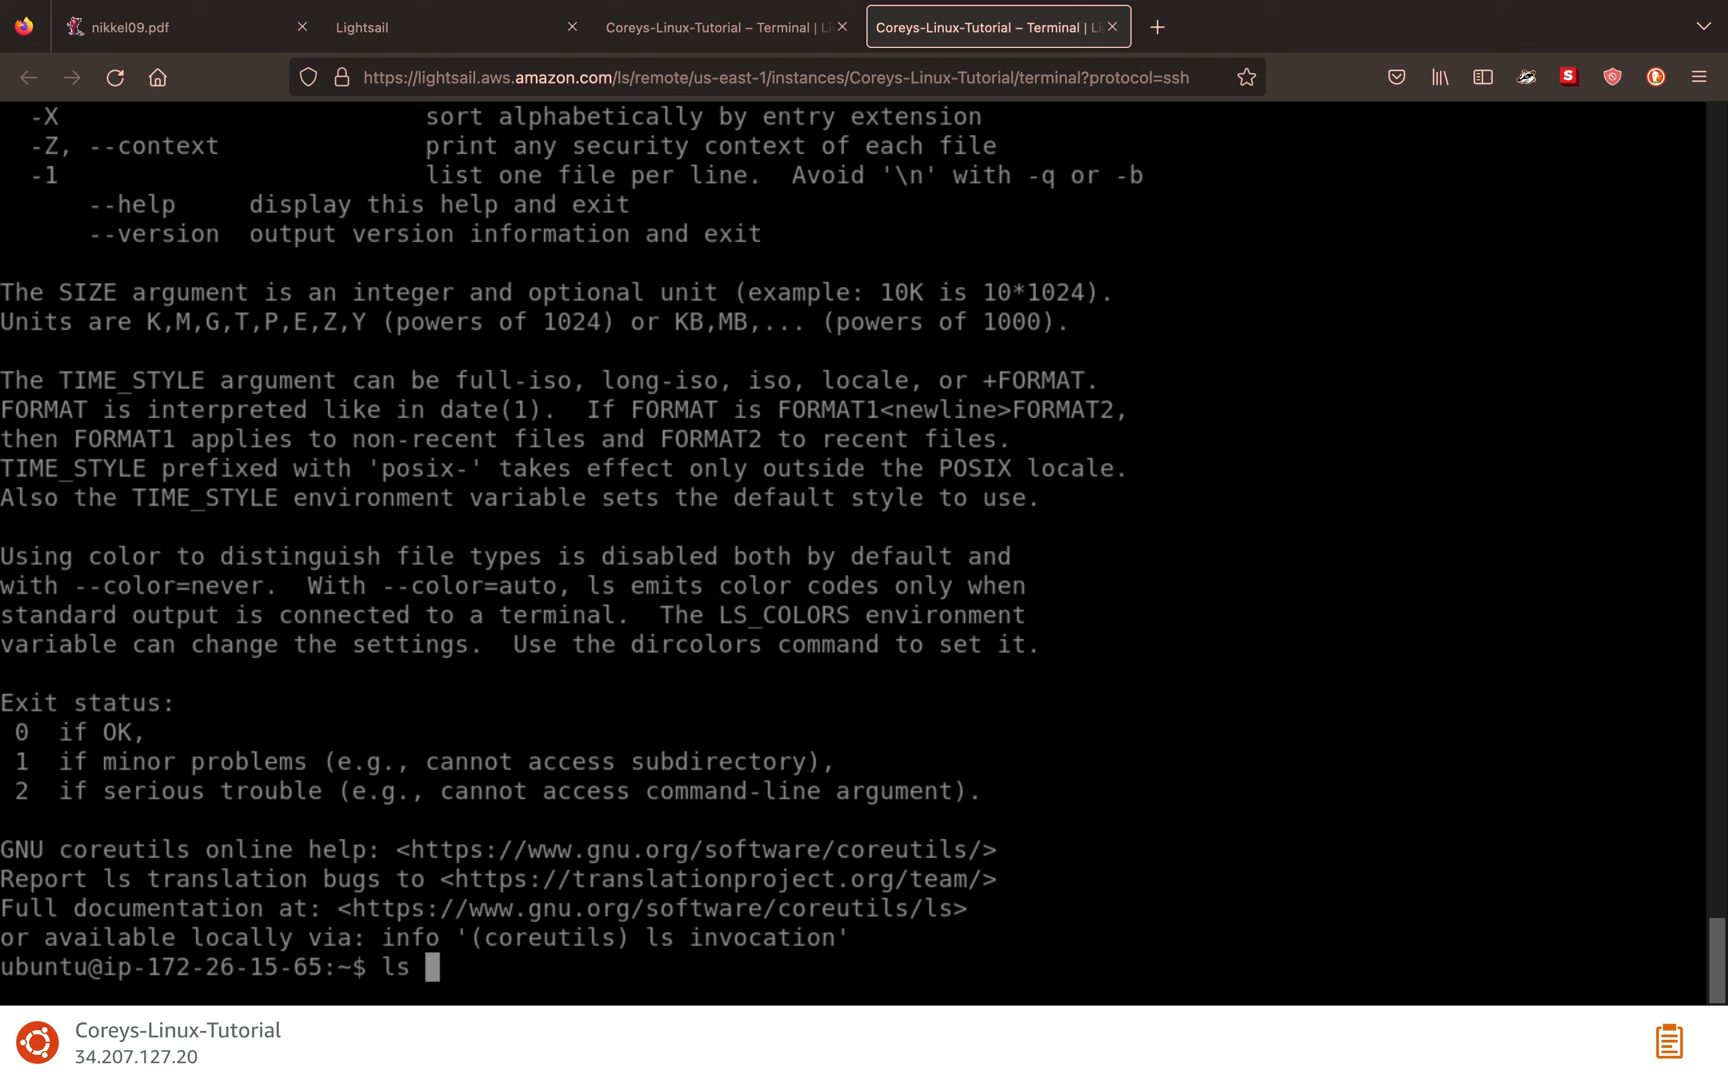 nikkel09.pdf
Lightsail
Coreys-Linux-Tutorial – Terminal | Li
Coreys-Linux-Tutorial – Terminal | Li
https://lightsail.aws.amazon.com/ls/remote/us-east-1/instances/Coreys-Linux-Tutorial/terminal?protocol=ssh
S
-X sort alphabetically by entry extension
-Z, --context print any security context of each file
-1 list one file per line.  Avoid '\n' with -q or -b
--help display this help and exit
--version output version information and exit
The SIZE argument is an integer and optional unit (example: 10K is 10*1024).
Units are K,M,G,T,P,E,Z,Y (powers of 1024) or KB,MB,... (powers of 1000).
The TIME_STYLE argument can be full-iso, long-iso, iso, locale, or +FORMAT.
FORMAT is interpreted like in date(1).  If FORMAT is FORMAT1<newline>FORMAT2,
then FORMAT1 applies to non-recent files and FORMAT2 to recent files.
TIME_STYLE prefixed with 'posix-' takes effect only outside the POSIX locale.
Also the TIME_STYLE environment variable sets the default style to use.
Using color to distinguish file types is disabled both by default and
with --color=never.  With --color=auto, ls emits color codes only when
standard output is connected to a terminal.  The LS_COLORS environment
variable can change the settings.  Use the dircolors command to set it.
Exit status:
0  if OK,
1  if minor problems (e.g., cannot access subdirectory),
2  if serious trouble (e.g., cannot access command-line argument).
GNU coreutils online help: <https://www.gnu.org/software/coreutils/>
Report ls translation bugs to <https://translationproject.org/team/>
Full documentation at: <https://www.gnu.org/software/coreutils/ls>
or available locally via: info '(coreutils) ls invocation'
ubuntu@ip-172-26-15-65:~$ ls
Coreys-Linux-Tutorial
34.207.127.20